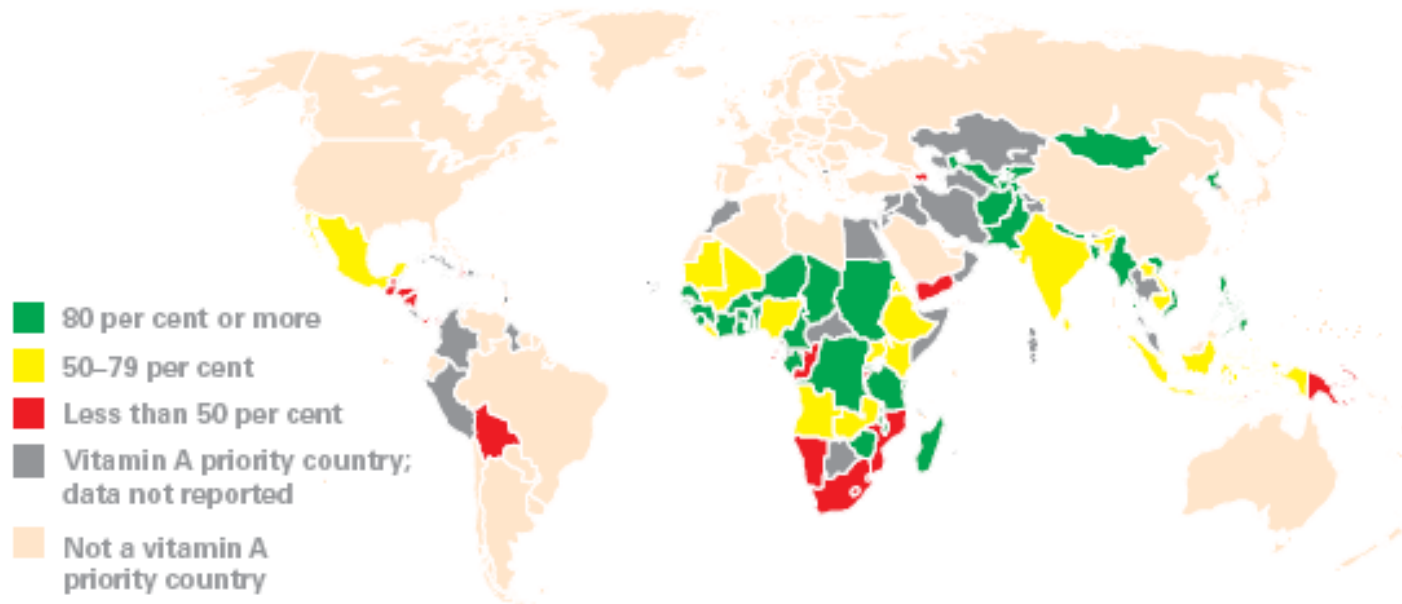 80 per cent or more
50–79 per cent
Less than 50 per cent
Vitamin A priority country;
data not reported
Not a vitamin A
priority country